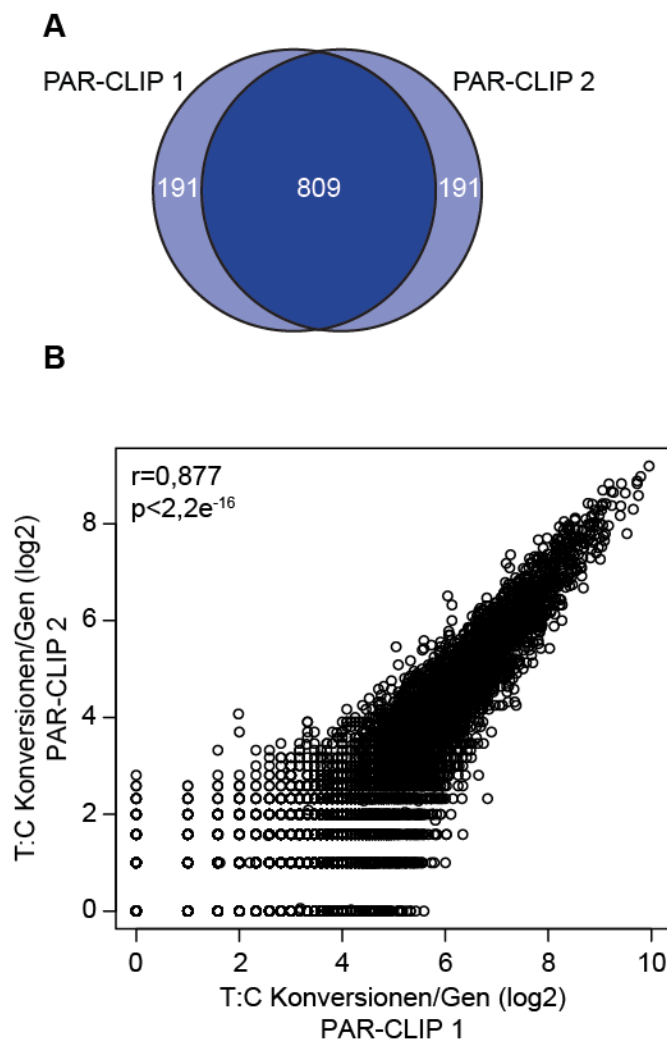 A
PAR-CLIP 1
PAR-CLIP 2
191
809
191
B
r=0,877
p<2,2e-16
T:C Konversionen/Gen (log2)
PAR-CLIP 2
8
6
4
2
0
0 2 4 6 8 10
T:C Konversionen/Gen (log2)
PAR-CLIP 1